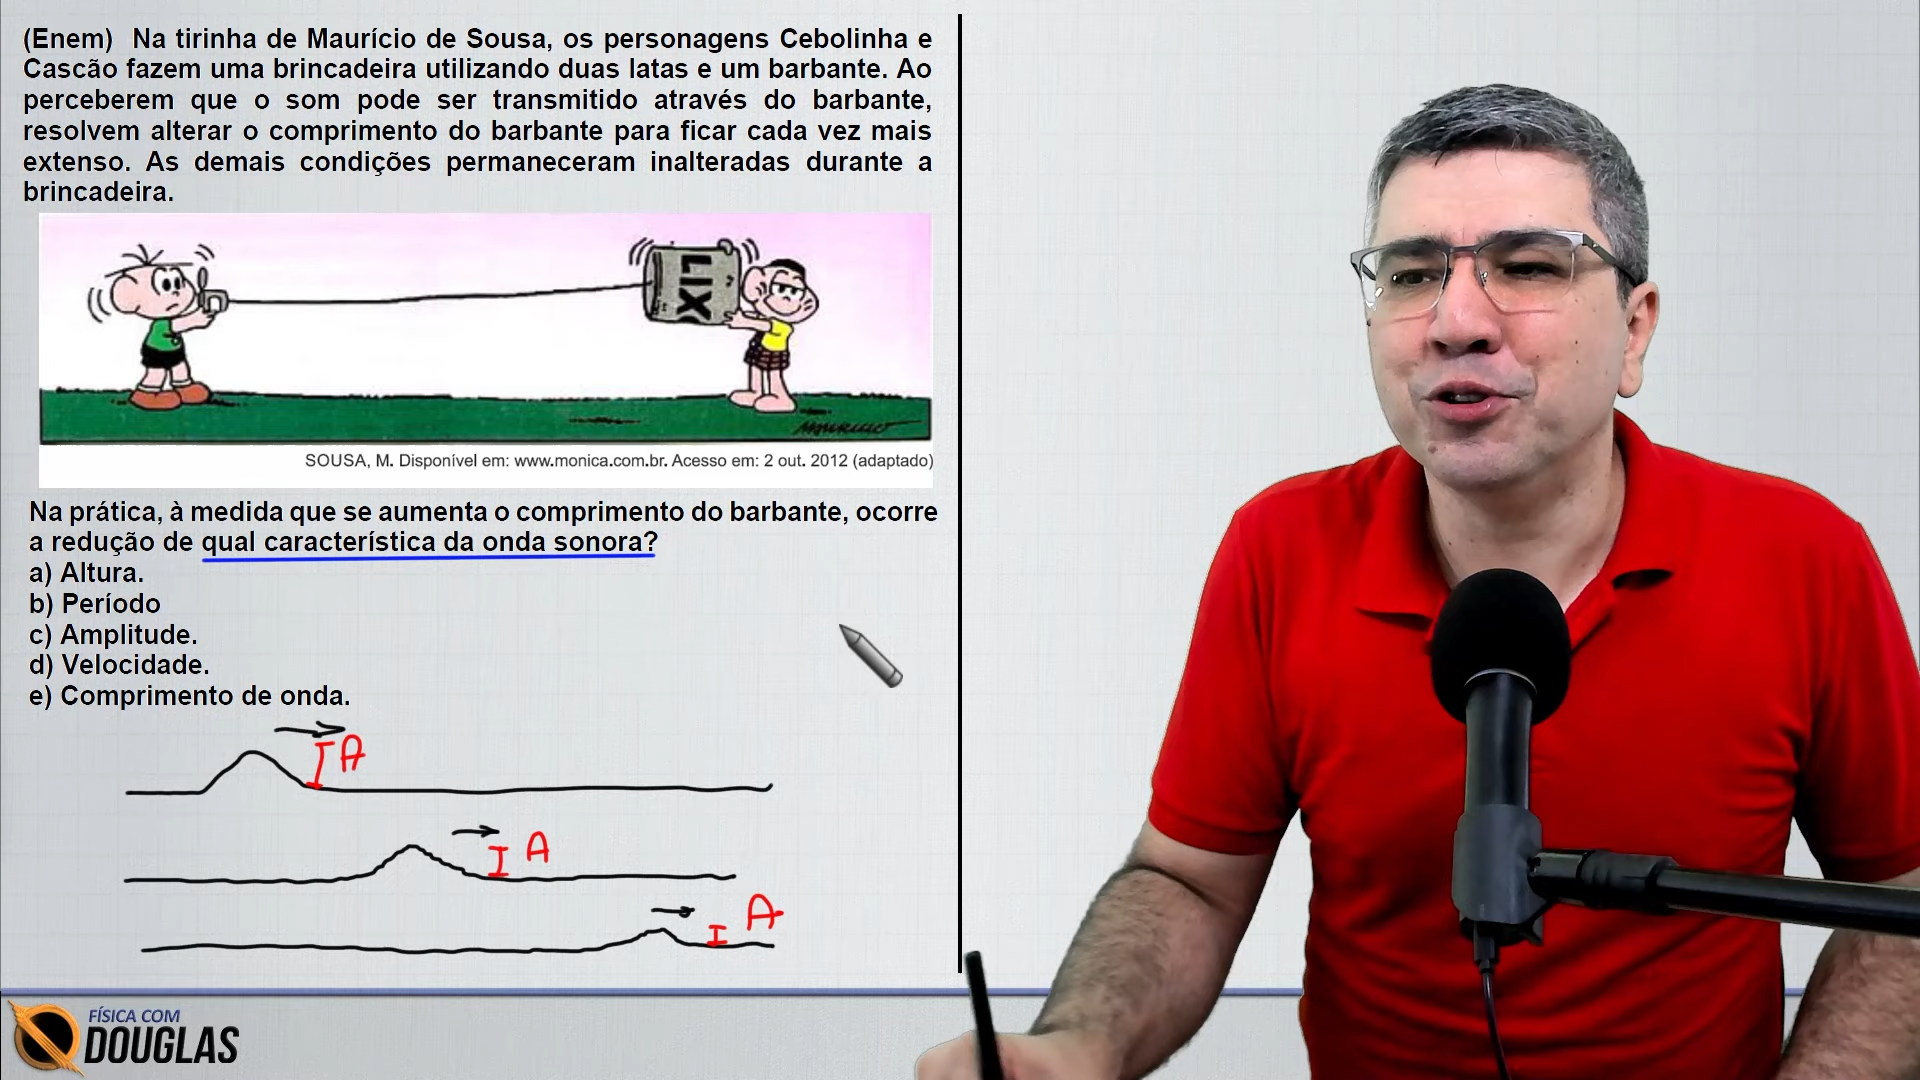 (Enem) Na tirinha de Maurício de Sousa, os personagens Cebolinha e
Cascão fazem uma brincadeira utilizando duas latas e um barbante. Ao
perceberem que o som pode ser transmitido através do barbante,
resolvem alterar o comprimento do barbante para ficar cada vez mais
extenso. As demais condições permaneceram inalteradas durante a
brincadeira.
LIXO
MAURICIO
SOUSA, M. Disponível em: www.monica.com.br. Acesso em: 2 out. 2012 (adaptado)
Na prática, à medida que se aumenta o comprimento do barbante, ocorre
a redução de qual característica da onda sonora?
a) Altura.
b) Período
c) Amplitude.
d) Velocidade.
e) Comprimento de onda.
A
A
A
FÍSICA COM
DOUGLAS